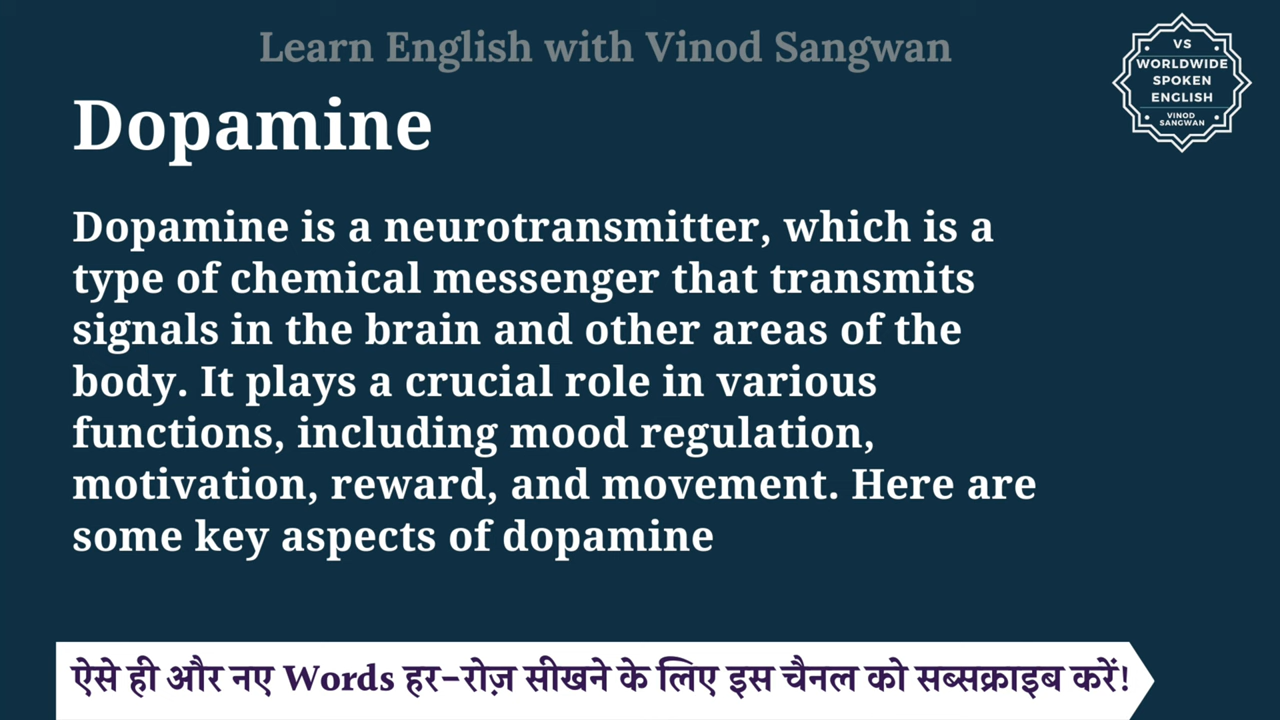 Learn English with Vinod Sangwan
VS
WORLDWIDE
SPOKEN
ENGLISH
VINOD
SANGWAN
Dopamine
Dopamine is a neurotransmitter, which is a
type of chemical messenger that transmits
signals in the brain and other areas of the
body. It plays a crucial role in various
functions, including mood regulation,
motivation, reward, and movement. Here are
some key aspects of dopamine
ऐसे ही और नए Words हर-रोज़ सीखने के लिए इस चैनल को सब्सक्राइब करें!